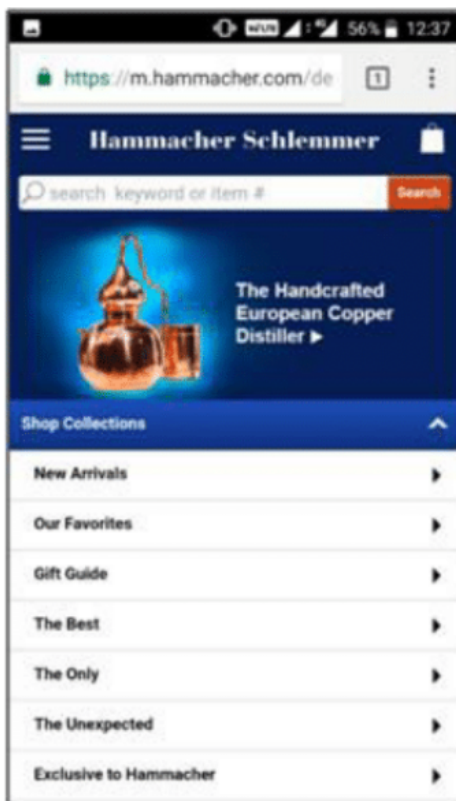 56% 12:37
https://m.hammacher.com/de
1
Hammacher Schlemmer
search keyword or item #
Search
The Handcrafted
European Copper
Distiller
Shop Collections
New Arrivals
Our Favorites
Gift Guide
The Best
The Only
The Unexpected
Exclusive to Hammacher